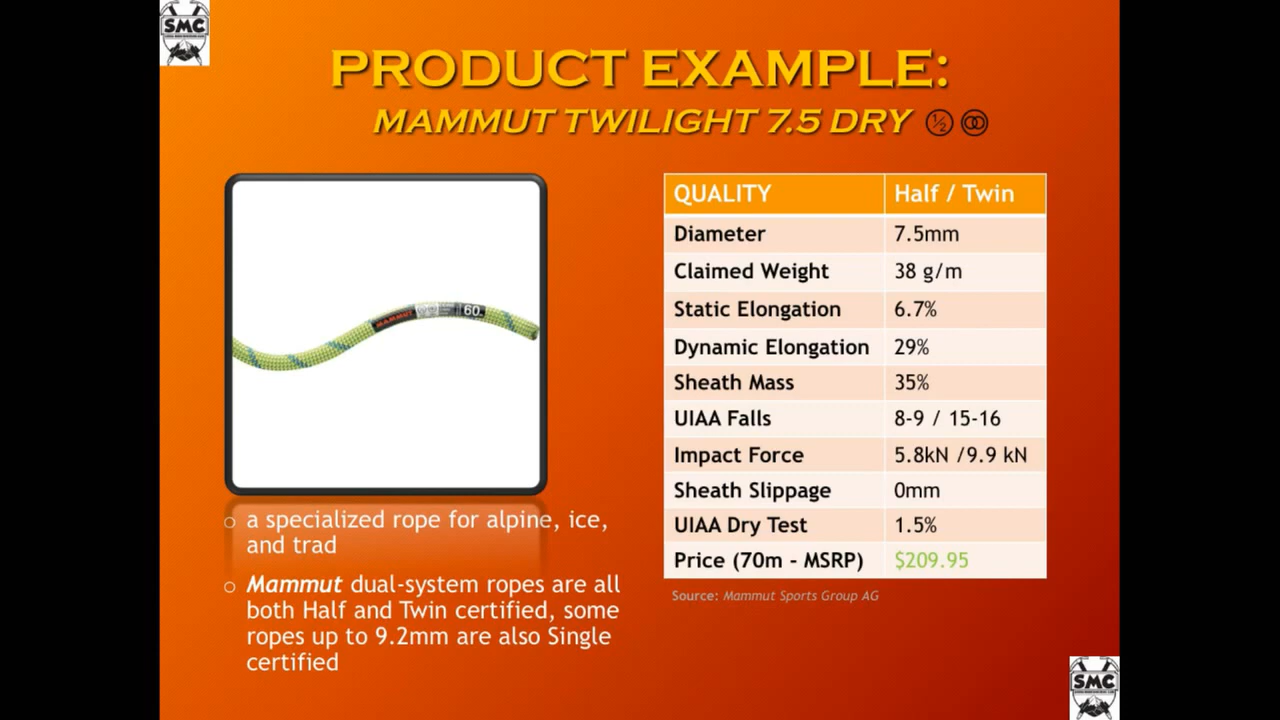 SMC
PRODUCT EXAMPLE:
MAMMUT TWILIGHT 7.5 DRY ½
QUALITY Half / Twin
Diameter 7.5mm
Claimed Weight 38 g/m
Static Elongation 6.7%
Dynamic Elongation 29%
Sheath Mass 35%
UIAA Falls 8-9 / 15-16
Impact Force 5.8kN /9.9 kN
Sheath Slippage 0mm
UIAA Dry Test 1.5%
Price (70m - MSRP) $209.95
Source: Mammut Sports Group AG
MAMMUT 60
o a specialized rope for alpine, ice,
and trad
o Mammut dual-system ropes are all
both Half and Twin certified, some
ropes up to 9.2mm are also Single
certified
SMC